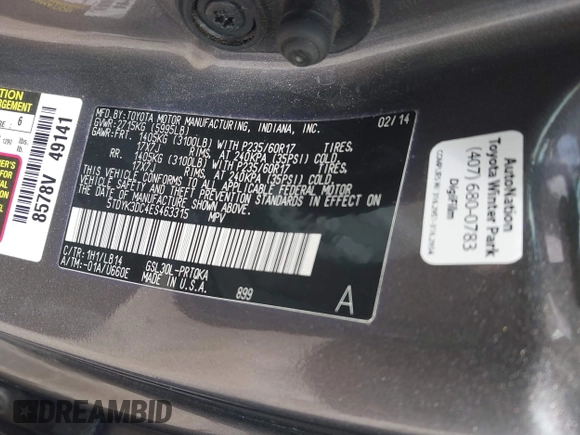 MFD.BY:TOYOTA MOTOR MANUFACTURING, INDIANA, INC. 02/14
GVWR:2715KG (5985LB)
GAWR:FRT. 1405KG (3100LB) WITH P235/60R17 TIRES,
17X7J RIMS, AT 240KPA (35PSI) COLD
RR. 1405KG (3100LB) WITH P235/60R17 TIRES,
RIMS, AT 240KPA (35PSI) COLD
THIS VEHICLE CONFORMS TO ALL APPLICABLE FEDERAL MOTOR
VEHICLE SAFETY, BUMPER, AND THEFT PREVENTION STANDARDS IN EFFECT ON
THE DATE OF MANUFACTURE SHOWN ABOVE.
5TDYK3DC4ES463315 MPV
C/TR:1H1/LB14 GSL30L-PRTQKA
A/TM:-01A/U660E MADE IN U.S.A.
899
A
8578V 49141
6
AutoNation
Toyota Winter Park
(407) 680-0783
DigiFilm
DREAMBID